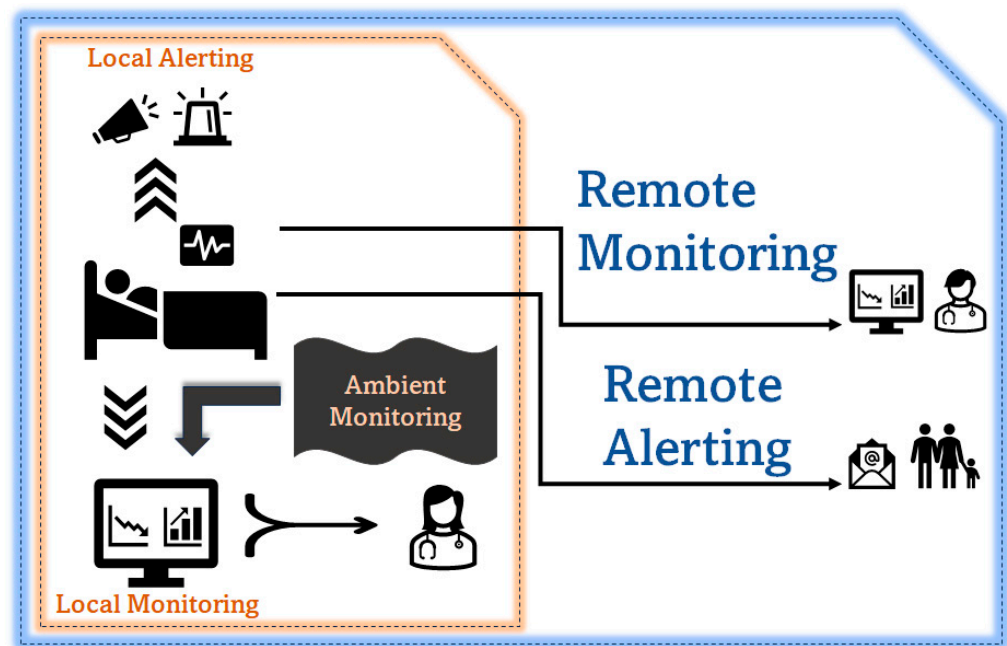 Local Alerting
Remote
Monitoring
Ambient
Monitoring
Remote
Alerting
@
Local Monitoring